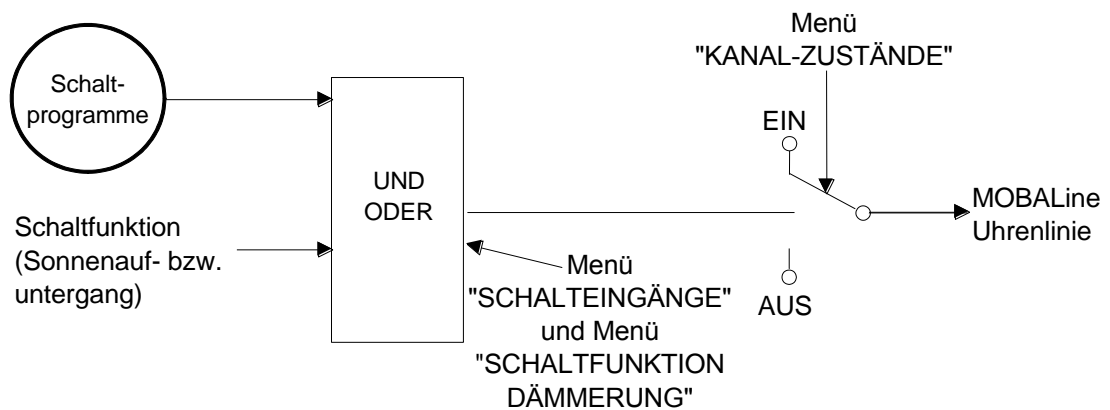 Schalt-
programme
Schaltfunktion
(Sonnenauf- bzw.
untergang)
UND
ODER
Menü
"SCHALTEINGÄNGE"
und Menü
"SCHALTFUNKTION
DÄMMERUNG"
Menü
"KANAL-ZUSTÄNDE"
EIN
AUS
MOBALine
Uhrenlinie